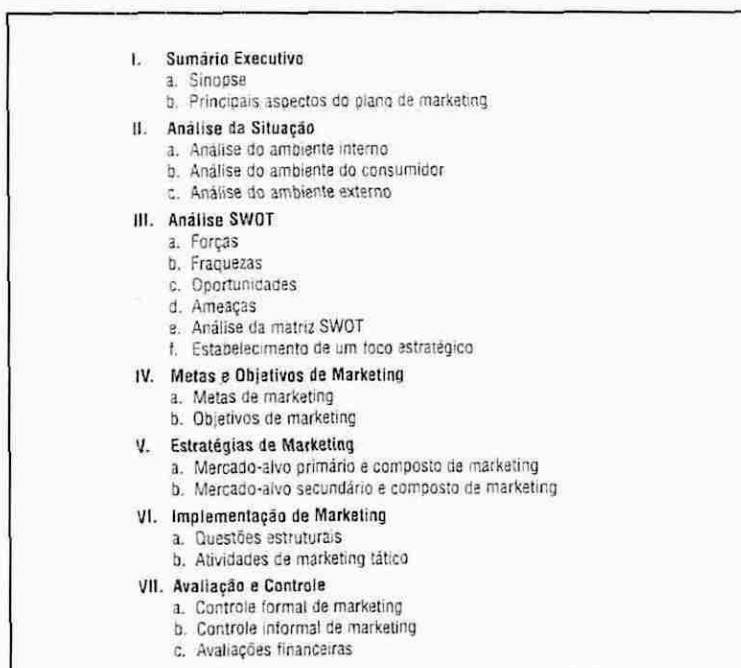 I. Sumário Executivo
a. Sinopse
b. Principais aspectos do plano de marketing
II. Análise da Situação
a. Análise do ambiente interno
b. Análise do ambiente do consumidor
c. Análise do ambiente externo
III. Análise SWOT
a. Forças
b. Fraquezas
c. Oportunidades
d. Ameaças
e. Análise da matriz SWOT
f. Estabelecimento de um foco estratégico
IV. Metas e Objetivos de Marketing
a. Metas de marketing
b. Objetivos de marketing
V. Estratégias de Marketing
a. Mercado-alvo primário e composto de marketing
b. Mercado-alvo secundário e composto de marketing
VI. Implementação de Marketing
a. Questões estruturais
b. Atividades de marketing tático
VII. Avaliação e Controle
a. Controle formal de marketing
b. Controle informal de marketing
c. Avaliações financeiras